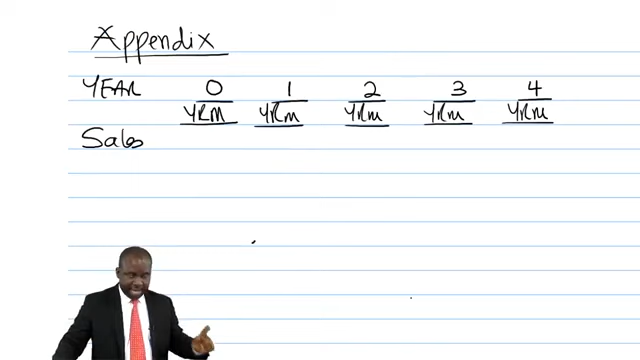 Appendix
YEAR 0 1 2 3 4
YRM YRM YRM YRM YRM
Sales